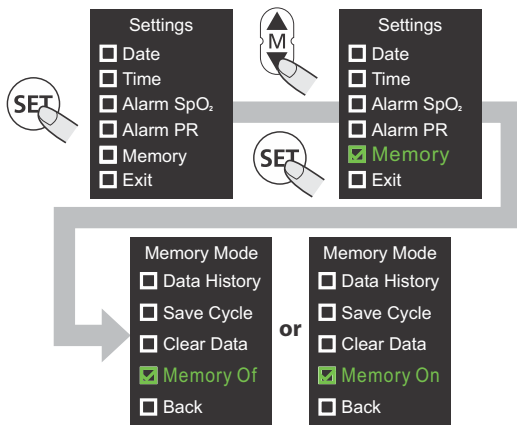 SET
Settings
Date
Time
Alarm SpO₂
Alarm PR
Memory
Exit
M
SET
Settings
Date
Time
Alarm SpO₂
Alarm PR
Memory
Exit
Memory Mode
Data History
Save Cycle
Clear Data
Memory Of
Back
or
Memory Mode
Data History
Save Cycle
Clear Data
Memory On
Back